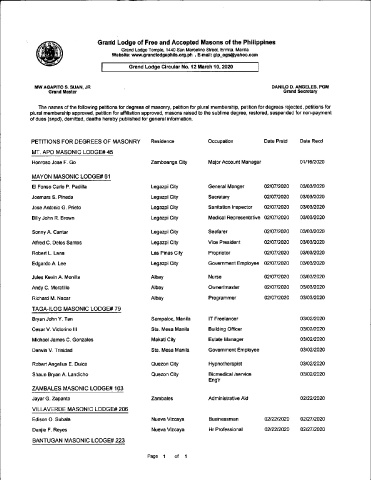 Grand Lodge of Free and Accepted Masons of the Philippines
Grand Lodge Temple, 1440 San Marcelino Street, Ermita, Manila
Website: www.grandlodgephils.org.ph , E-mail: glp_ags@yahoo.com
Grand Lodge Circular No. 12 March 10, 2020
MW AGAPITO S. SUAN, JR. DANILO D. ANGELES, PGM
Grand Master Grand Secretary
The names of the following petitions for degrees of masonry, petition for plural membership, petition for degrees rejected, petitions for
plural membership approved, petition for affiliation approved, masons raised to the sublime degree, restored, suspended for non-payment
of dues (snpd), demitted, deaths hereby published for general information.
PETITIONS FOR DEGREES OF MASONRY Residence Occupation Date Praid Date Recd
MT. APO MASONIC LODGE# 45
Honroso Jose F. Go Zamboanga City Major Account Manager 01/16/2020
MAYON MASONIC LODGE# 61
El Fonso Carlo P. Padilla Legazpi City General Manger 02/07/2020 03/03/2020
Joemars S. Pineda Legazpi City Secretary 02/07/2020 03/03/2020
Jose Antonio G. Prieto Legazpi City Sanitation Inspector 02/07/2020 03/03/2020
Billy John R. Brown Legazpi City Medical Representative 02/07/2020 03/03/2020
Sonny A. Cantar Legazpi City Seafarer 02/07/2020 03/03/2020
Alfred C. Delos Santos Legazpi City Vice President 02/07/2020 03/03/2020
Robert L. Lana Las Pinas City Proprietor 02/07/2020 03/03/2020
Edgardo A. Lee Legazpi City Government Employee 02/07/2020 03/03/2020
Jules Kevin A. Monilla Albay Nurse 02/07/2020 03/03/2020
Andy C. Moratillo Albay Owner/master 02/07/2020 03/03/2020
Richard M. Nacor Albay Programmer 02/07/2020 03/03/2020
TAGA-ILOG MASONIC LODGE# 79
Bryan John Y. Tan Sampaloc, Manila IT Freelancer 03/02/2020
Cesar V. Victorino III Sta. Mesa Manila Building Officer 03/02/2020
Michael James C. Gonzales Makati City Estate Manager 03/02/2020
Darwin V. Trinidad Sta. Mesa Manila Government Employee 03/02/2020
Robert Angelus E. Duico Quezon City Hypnotherapist 03/02/2020
Shaun Bryan A. Landicho Quezon City Biomedical /service 03/02/2020
Eng'r
ZAMBALES MASONIC LODGE# 103
Jayar G. Zapanta Zambales Administrative Aid 02/22/2020
VILLAVERDE MASONIC LODGE# 206
Edison O. Subala Nueva Vizcaya Businessman 02/22/2020 02/27/2020
Danjie F. Reyes Nueva Vizcaya Hr Professional 02/22/2020 02/27/2020
BANTUGAN MASONIC LODGE# 223
Page 1 of 1